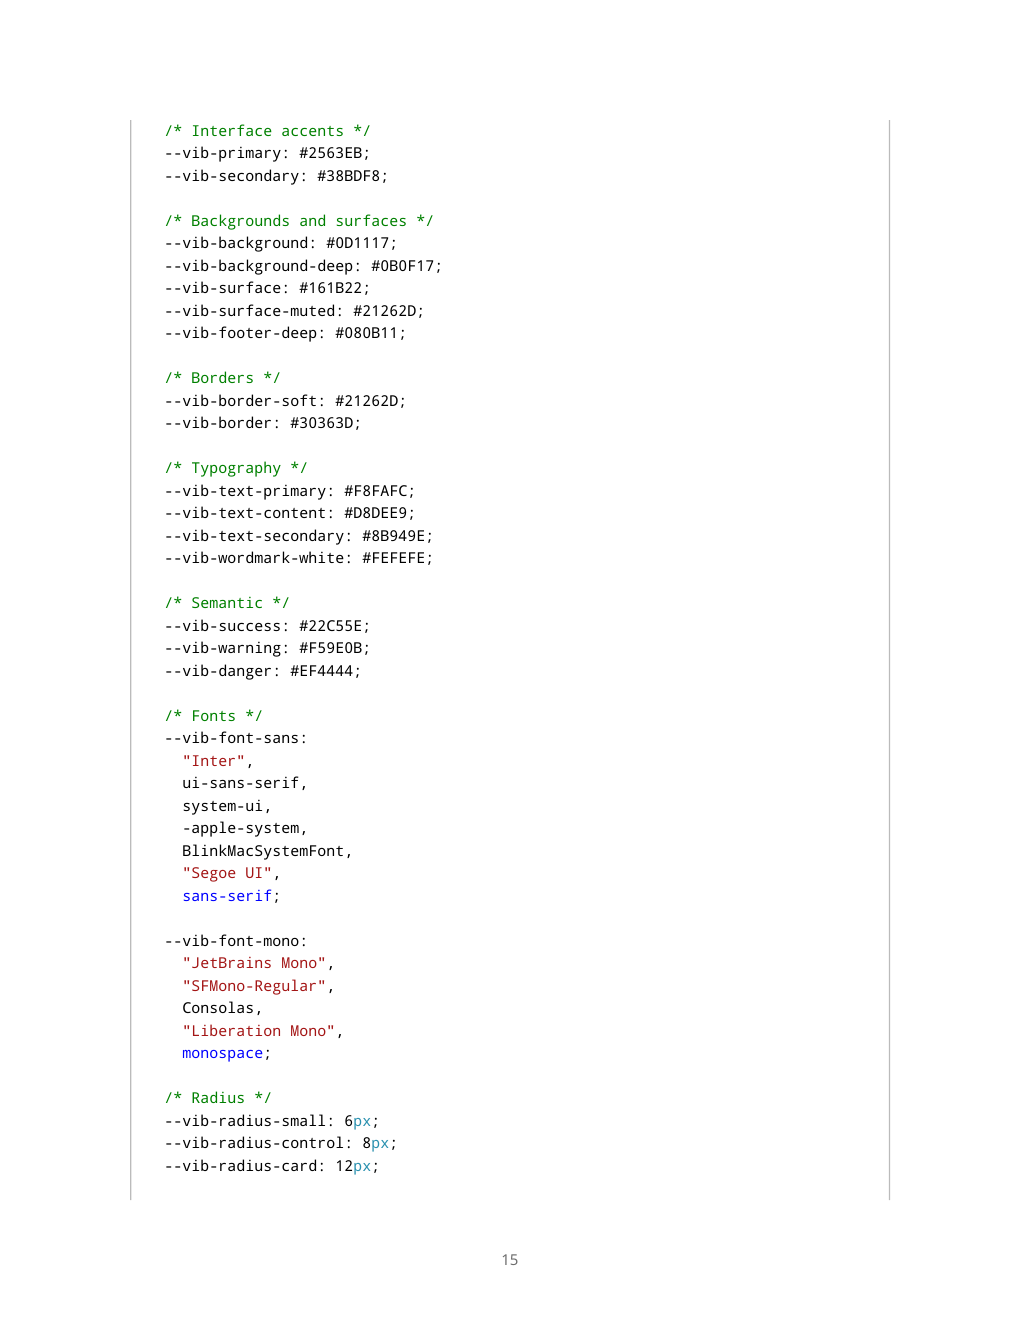 /* Interface accents */
--vib-primary: #2563EB;
--vib-secondary: #38BDF8;
/* Backgrounds and surfaces */
--vib-background: #0D1117;
--vib-background-deep: #0B0F17;
--vib-surface: #161B22;
--vib-surface-muted: #21262D;
--vib-footer-deep: #080B11;
/* Borders */
--vib-border-soft: #21262D;
--vib-border: #30363D;
/* Typography */
--vib-text-primary: #F8FAFC;
--vib-text-content: #D8DEE9;
--vib-text-secondary: #8B949E;
--vib-wordmark-white: #FEFEFE;
/* Semantic */
--vib-success: #22C55E;
--vib-warning: #F59E0B;
--vib-danger: #EF4444;
/* Fonts */
--vib-font-sans:
"Inter",
ui-sans-serif,
system-ui,
-apple-system,
BlinkMacSystemFont,
"Segoe UI",
sans-serif;
--vib-font-mono:
"JetBrains Mono",
"SFMono-Regular",
Consolas,
"Liberation Mono",
monospace;
/* Radius */
--vib-radius-small: 6px;
--vib-radius-control: 8px;
--vib-radius-card: 12px;
15